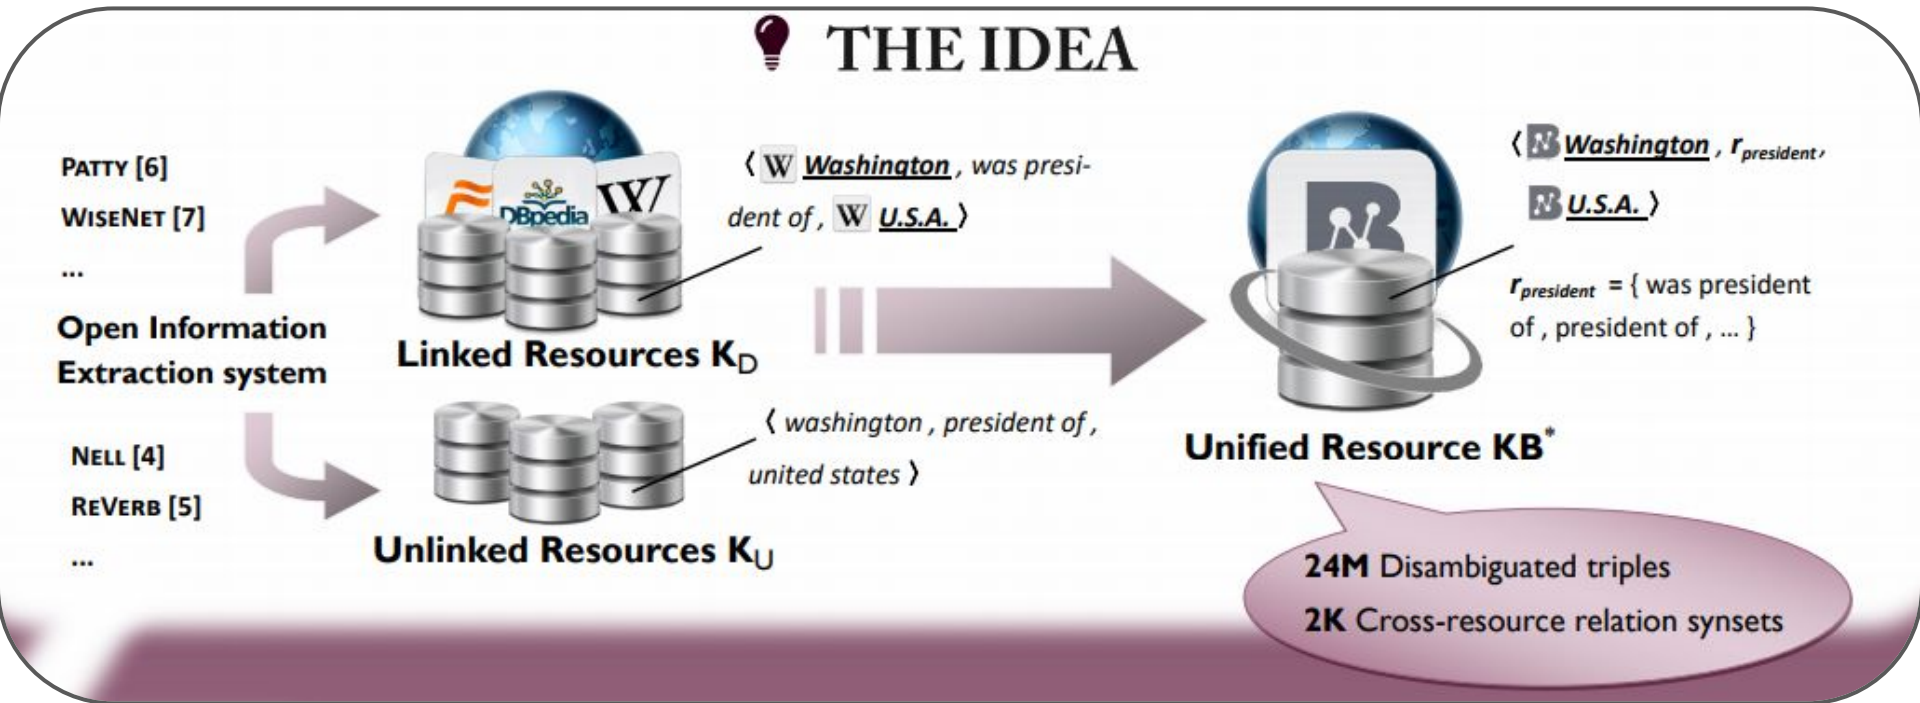 THE IDEA
PATTY [6]
WISENET [7]
...
Open Information
Extraction system
NELL [4]
REVERB [5]
...
DBpedia
W
Linked Resources KD
⟨ W Washington , was presi-
dent of , W U.S.A. ⟩
Unlinked Resources KU
⟨ washington , president of ,
united states ⟩
B
Unified Resource KB*
⟨ B Washington , rpresident,
B U.S.A. ⟩
rpresident = { was president
of , president of , ... }
24M Disambiguated triples
2K Cross-resource relation synsets